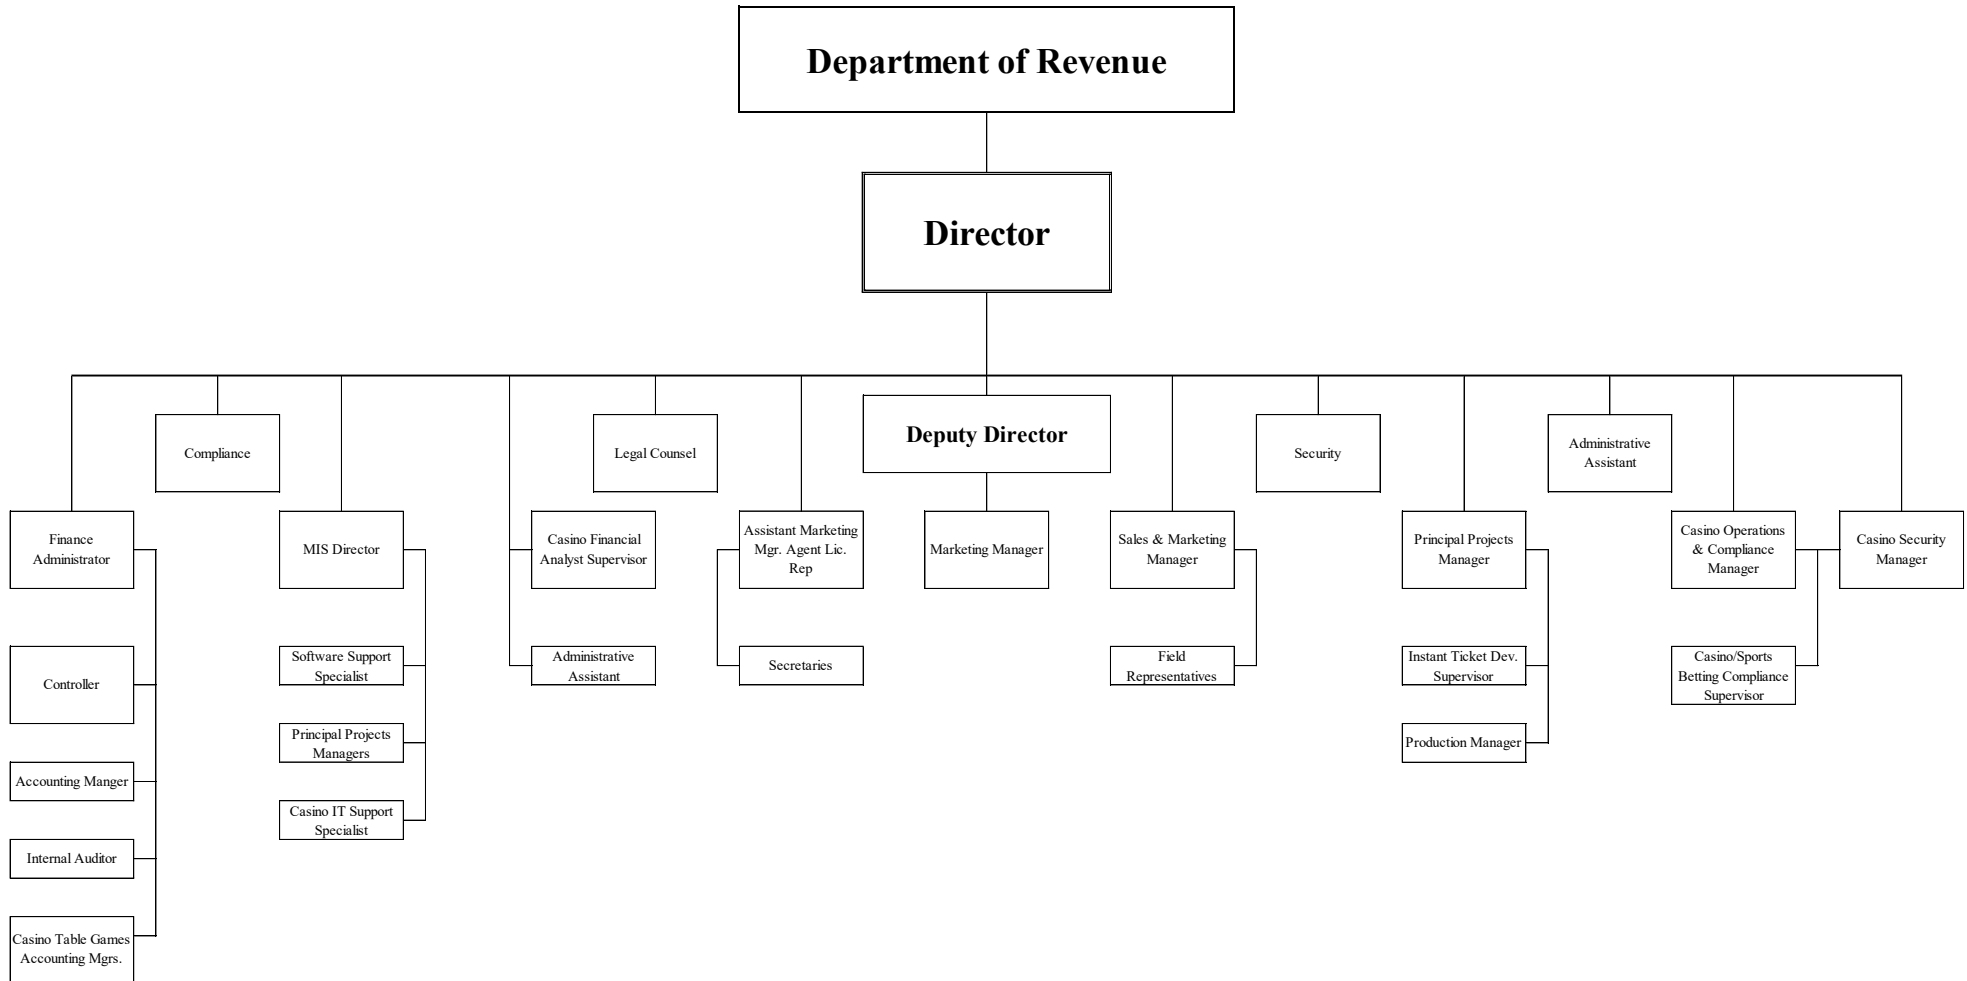 Department of Revenue
Director
Deputy Director
Compliance
Legal Counsel
Security
Administrative
Assistant
Finance
Administrator
MIS Director
Casino Financial
Analyst Supervisor
Assistant Marketing
Mgr. Agent Lic.
Rep
Marketing Manager
Sales & Marketing
Manager
Principal Projects
Manager
Casino Operations
& Compliance
Manager
Casino Security
Manager
Controller
Software Support
Specialist
Administrative
Assistant
Secretaries
Field
Representatives
Instant Ticket Dev.
Supervisor
Casino/Sports
Betting Compliance
Supervisor
Principal Projects
Managers
Production Manager
Accounting Manger
Casino IT Support
Specialist
Internal Auditor
Casino Table Games
Accounting Mgrs.